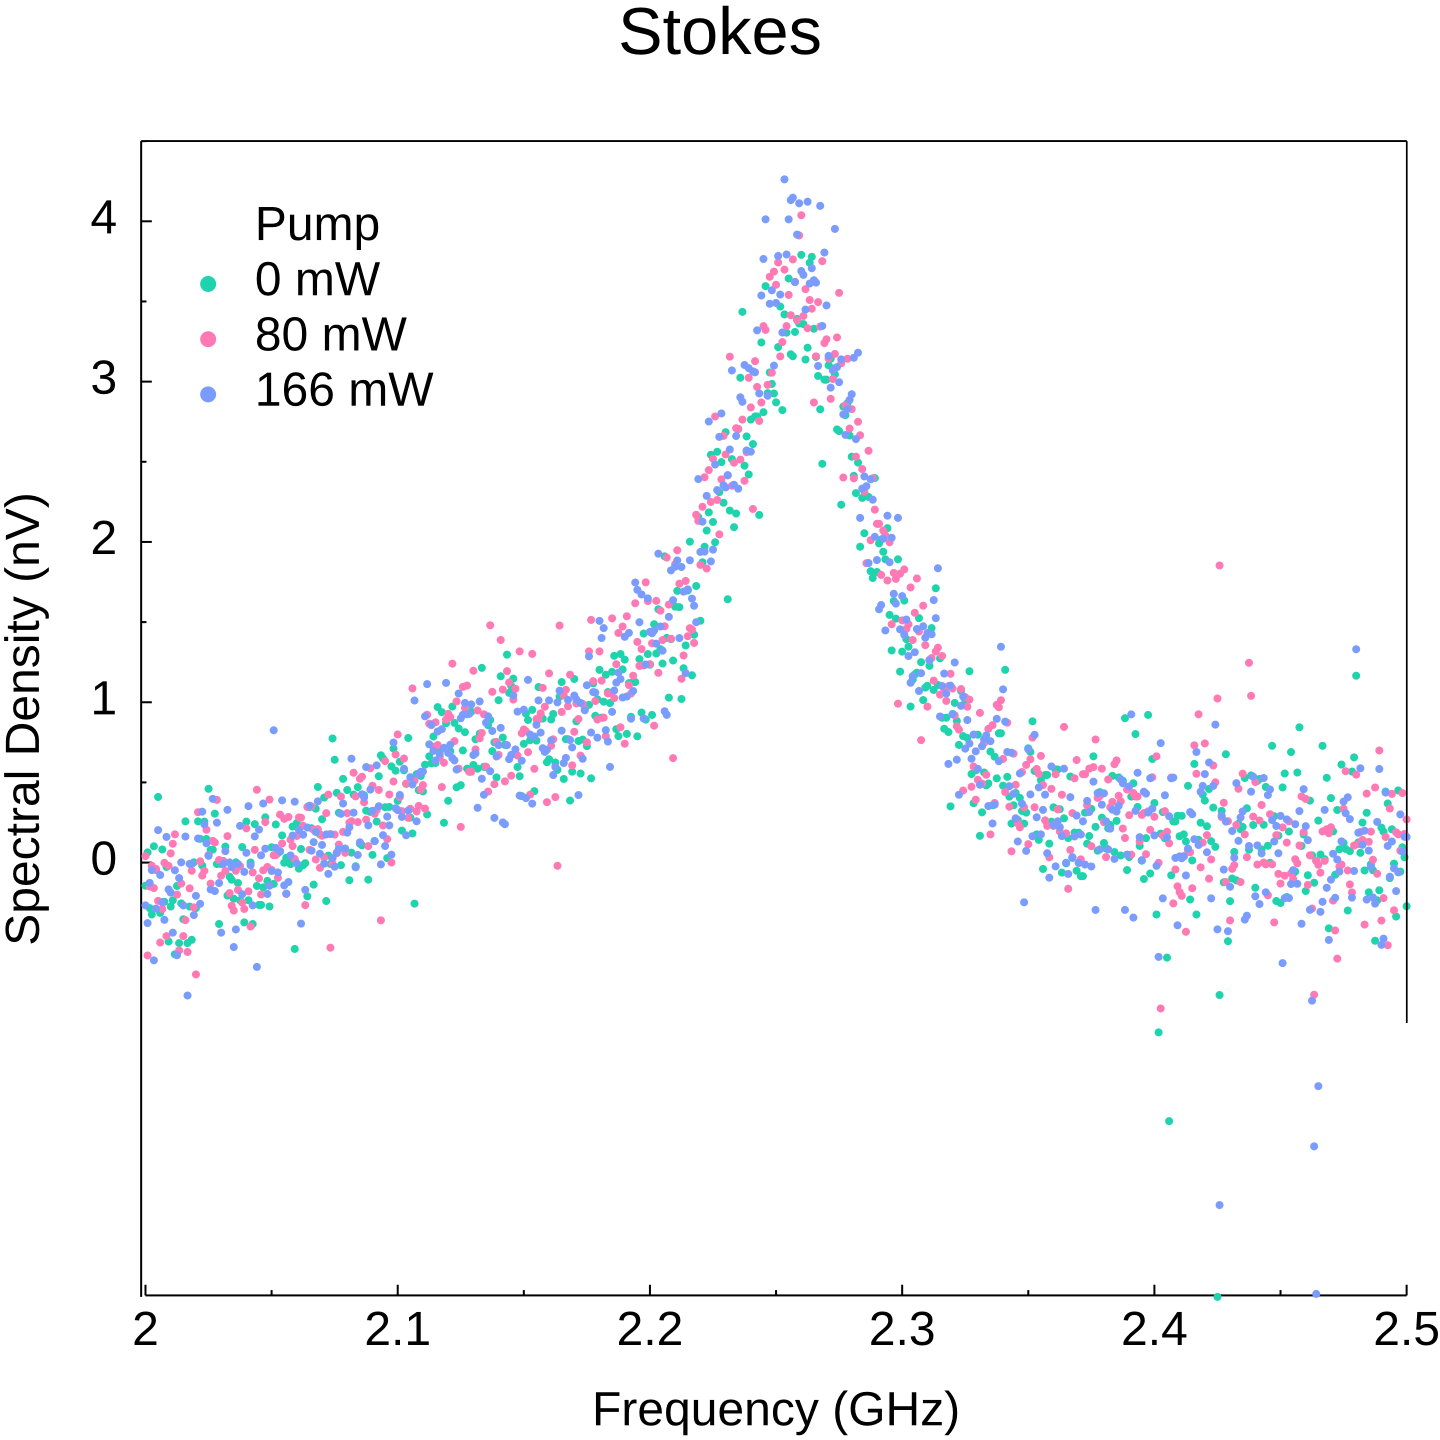 Stokes
Pump
0 mW
80 mW
166 mW
Spectral Density (nV)
4
3
2
1
0
2
2.1
2.2
2.3
2.4
2.5
Frequency (GHz)